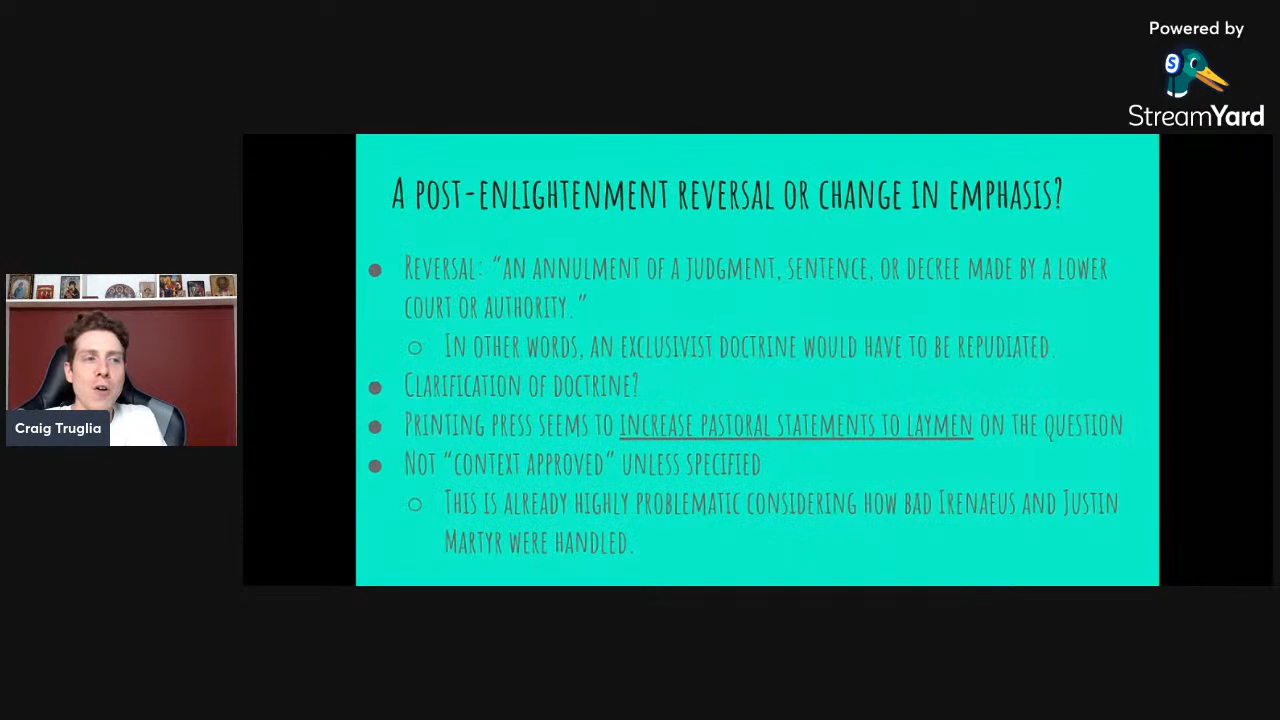 Powered by
S
StreamYard
A post-enlightenment reversal or change in emphasis?
● Reversal: “an annulment of a judgment, sentence, or decree made by a lower
court or authority.”
○ In other words, an exclusivist doctrine would have to be repudiated.
● Clarification of doctrine?
● Printing press seems to increase pastoral statements to laymen on the question
● Not “context approved” unless specified
○ This is already highly problematic considering how bad Irenaeus and Justin
Martyr were handled.
Craig Truglia